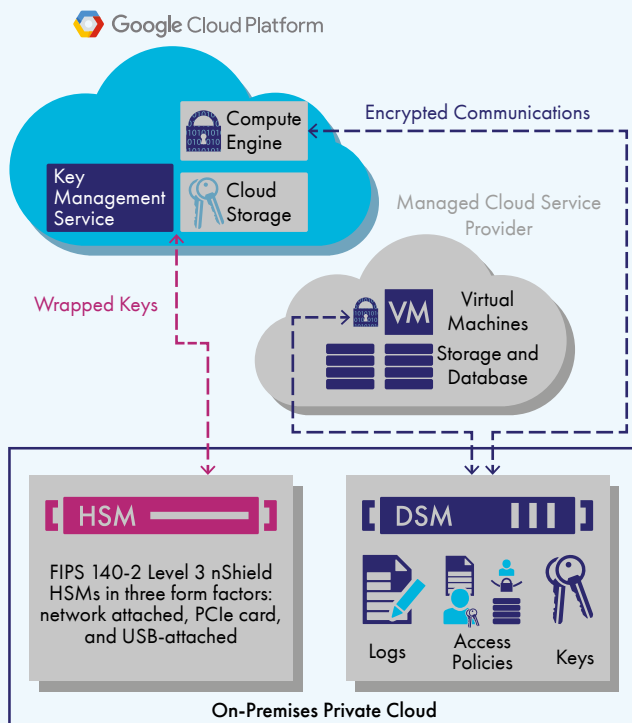 Google Cloud Platform
Compute
Engine
Encrypted Communications
Key
Management
Service
Cloud
Storage
Managed Cloud Service
Provider
Wrapped Keys
VM
Virtual
Machines
Storage and
Database
HSM
FIPS 140-2 Level 3 nShield
HSMs in three form factors:
network attached, PCIe card,
and USB-attached
DSM
Logs
Access
Policies
Keys
On-Premises Private Cloud